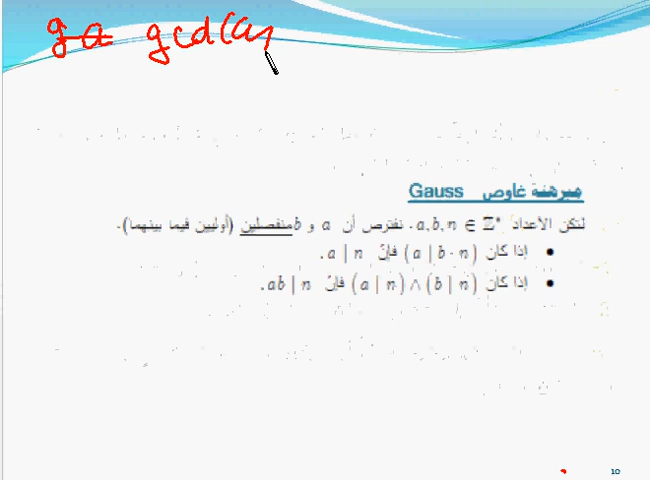 ga gcd(a,
مبرهنة غاوص Gauss
لتكن الأعداد a,b,n ∈ ℤ*. نفترض أن a و b منفصلين (أوليين فيما بينهما).
• إذا كان (a | b · n) فإنّ a | n.
• إذا كان (a | n) ∧ (b | n) فإنّ ab | n.
10